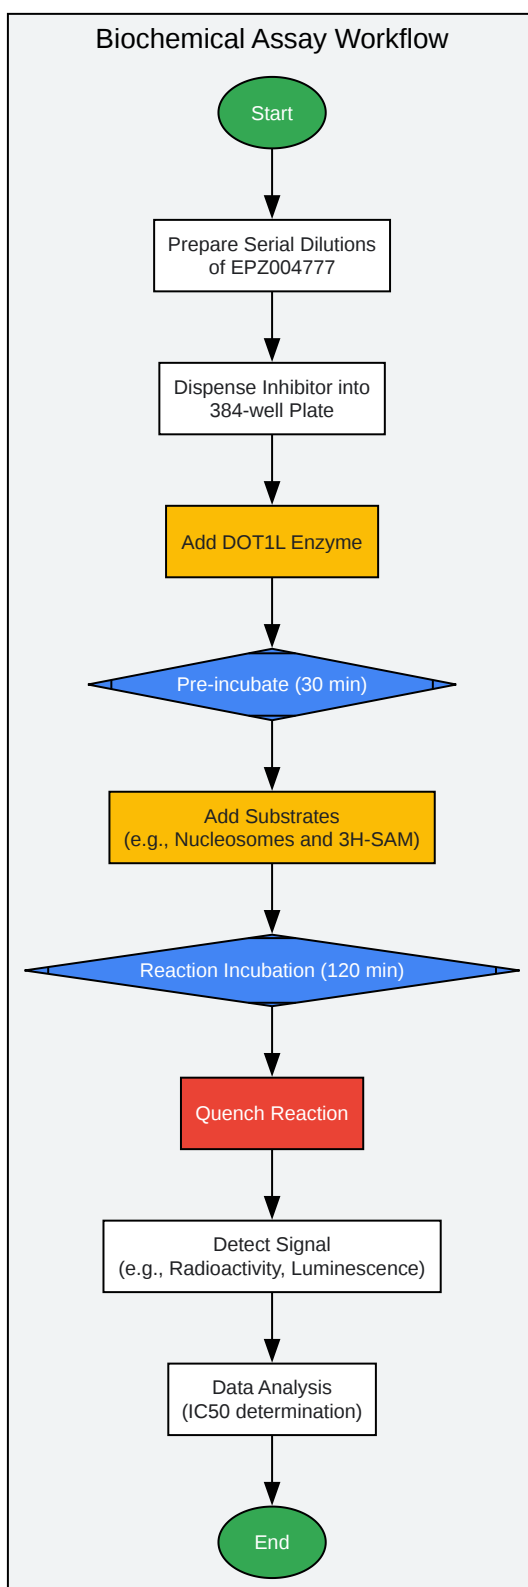 Biochemical Assay Workflow
Start
Prepare Serial Dilutions
of EPZ004777
Dispense Inhibitor into
384-well Plate
Add DOT1L Enzyme
Pre-incubate (30 min)
Add Substrates
(e.g., Nucleosomes and 3H-SAM)
Reaction Incubation (120 min)
Quench Reaction
Detect Signal
(e.g., Radioactivity, Luminescence)
Data Analysis
(IC50 determination)
End